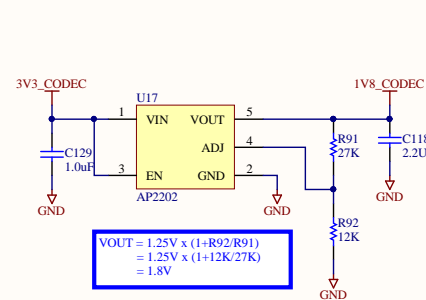 3V3_CODEC
1V8_CODEC
U17
1 VIN VOUT 5
R91
27K
C118
2.2U
ADJ 4
C129
1.0uF
3 EN GND 2
AP2202
GND
GND
GND
R92
12K
VOUT = 1.25V x (1+R92/R91)
= 1.25V x (1+12K/27K)
= 1.8V
GND